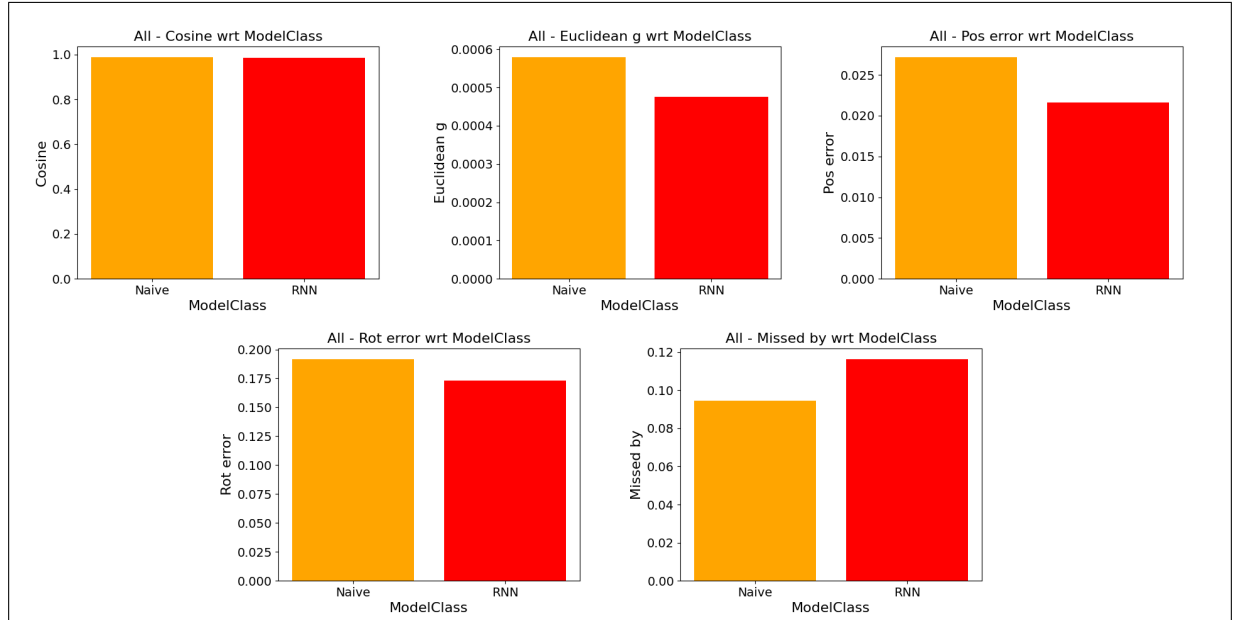 All - Cosine wrt ModelClass
1.0
0.8
0.6
0.4
0.2
0.0
Cosine
Naive
RNN
ModelClass
All - Euclidean g wrt ModelClass
0.0006
0.0005
0.0004
0.0003
0.0002
0.0001
0.0000
Euclidean g
Naive
RNN
ModelClass
All - Pos error wrt ModelClass
0.025
0.020
0.015
0.010
0.005
0.000
Pos error
Naive
RNN
ModelClass
All - Rot error wrt ModelClass
0.200
0.175
0.150
0.125
0.100
0.075
0.050
0.025
0.000
Rot error
Naive
RNN
ModelClass
All - Missed by wrt ModelClass
0.12
0.10
0.08
0.06
0.04
0.02
0.00
Missed by
Naive
RNN
ModelClass